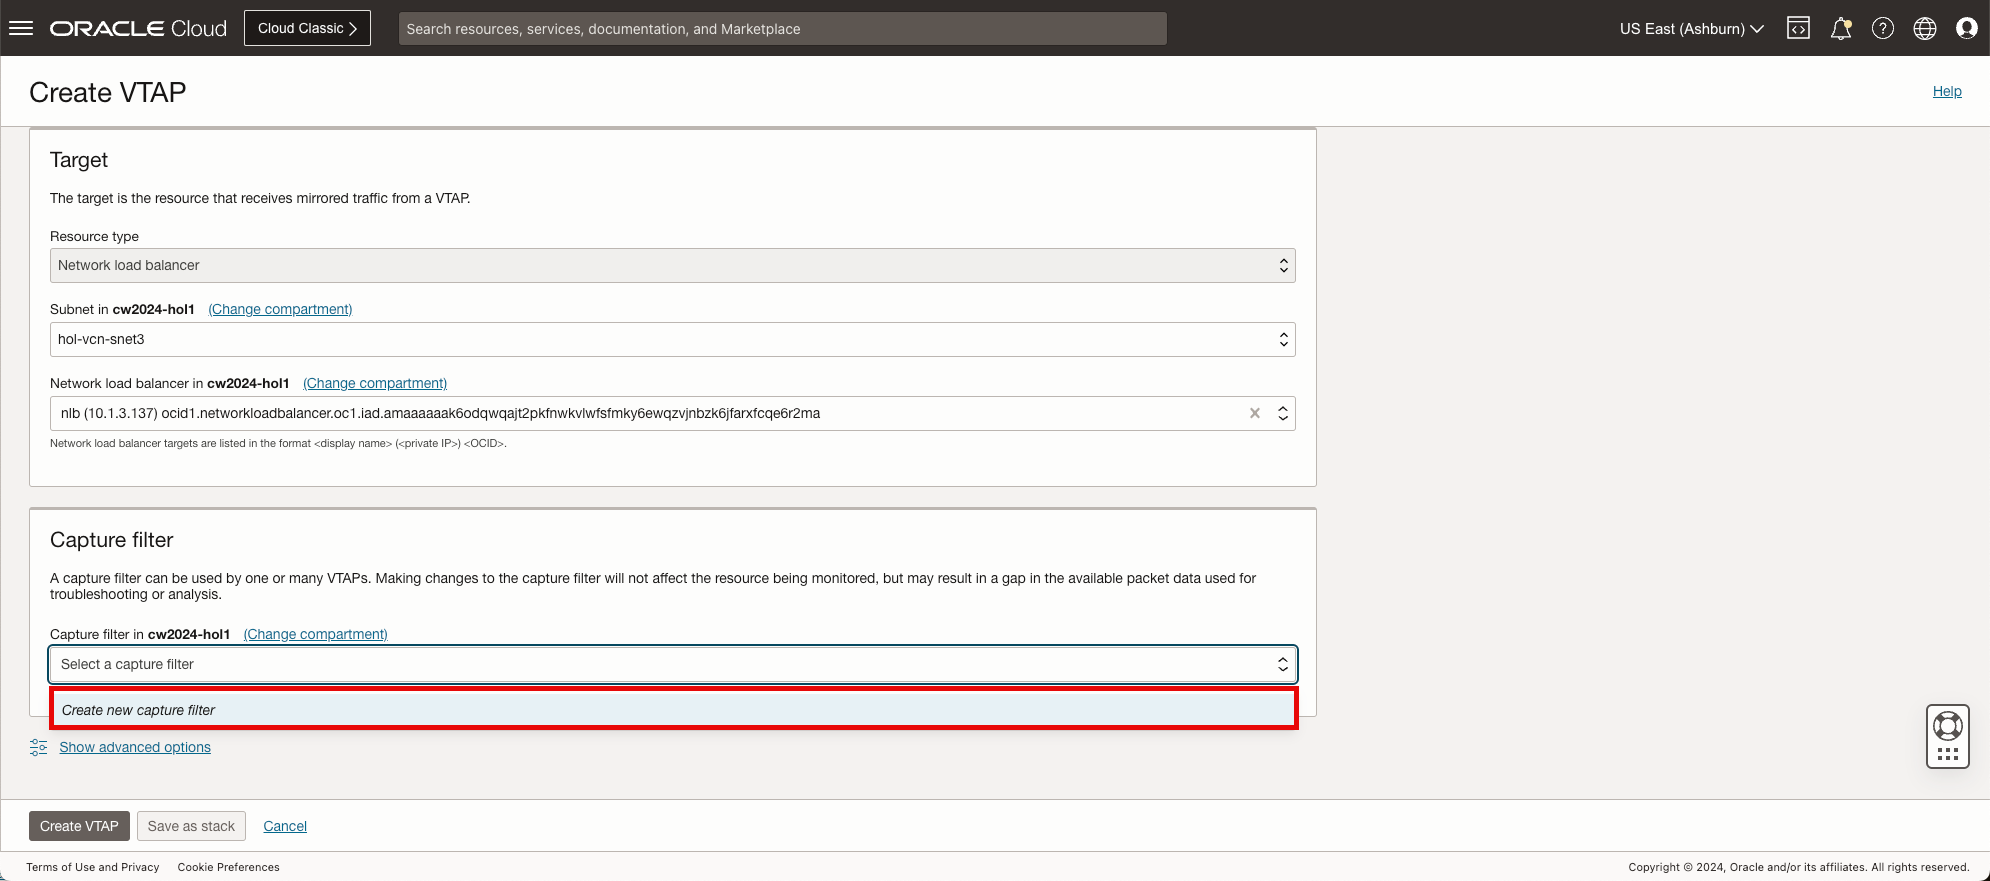 ORACLE Cloud
Cloud Classic
Search resources, services, documentation, and Marketplace
US East (Ashburn)
Create VTAP
Help
Target
The target is the resource that receives mirrored traffic from a VTAP.
Resource type
Network load balancer
Subnet in cw2024-hol1 (Change compartment)
hol-vcn-snet3
Network load balancer in cw2024-hol1 (Change compartment)
nlb (10.1.3.137) ocid1.networkloadbalancer.oc1.iad.amaaaaaak6odqwqajt2pkfnwkvlwfsfmky6ewqzvjnbzk6jfarxfcqe6r2ma
Network load balancer targets are listed in the format <display name> (<private IP>) <OCID>.
Capture filter
A capture filter can be used by one or many VTAPs. Making changes to the capture filter will not affect the resource being monitored, but may result in a gap in the available packet data used for
troubleshooting or analysis.
Capture filter in cw2024-hol1 (Change compartment)
Select a capture filter
Create new capture filter
Show advanced options
Create VTAP
Save as stack
Cancel
Terms of Use and Privacy
Cookie Preferences
Copyright © 2024, Oracle and/or its affiliates. All rights reserved.